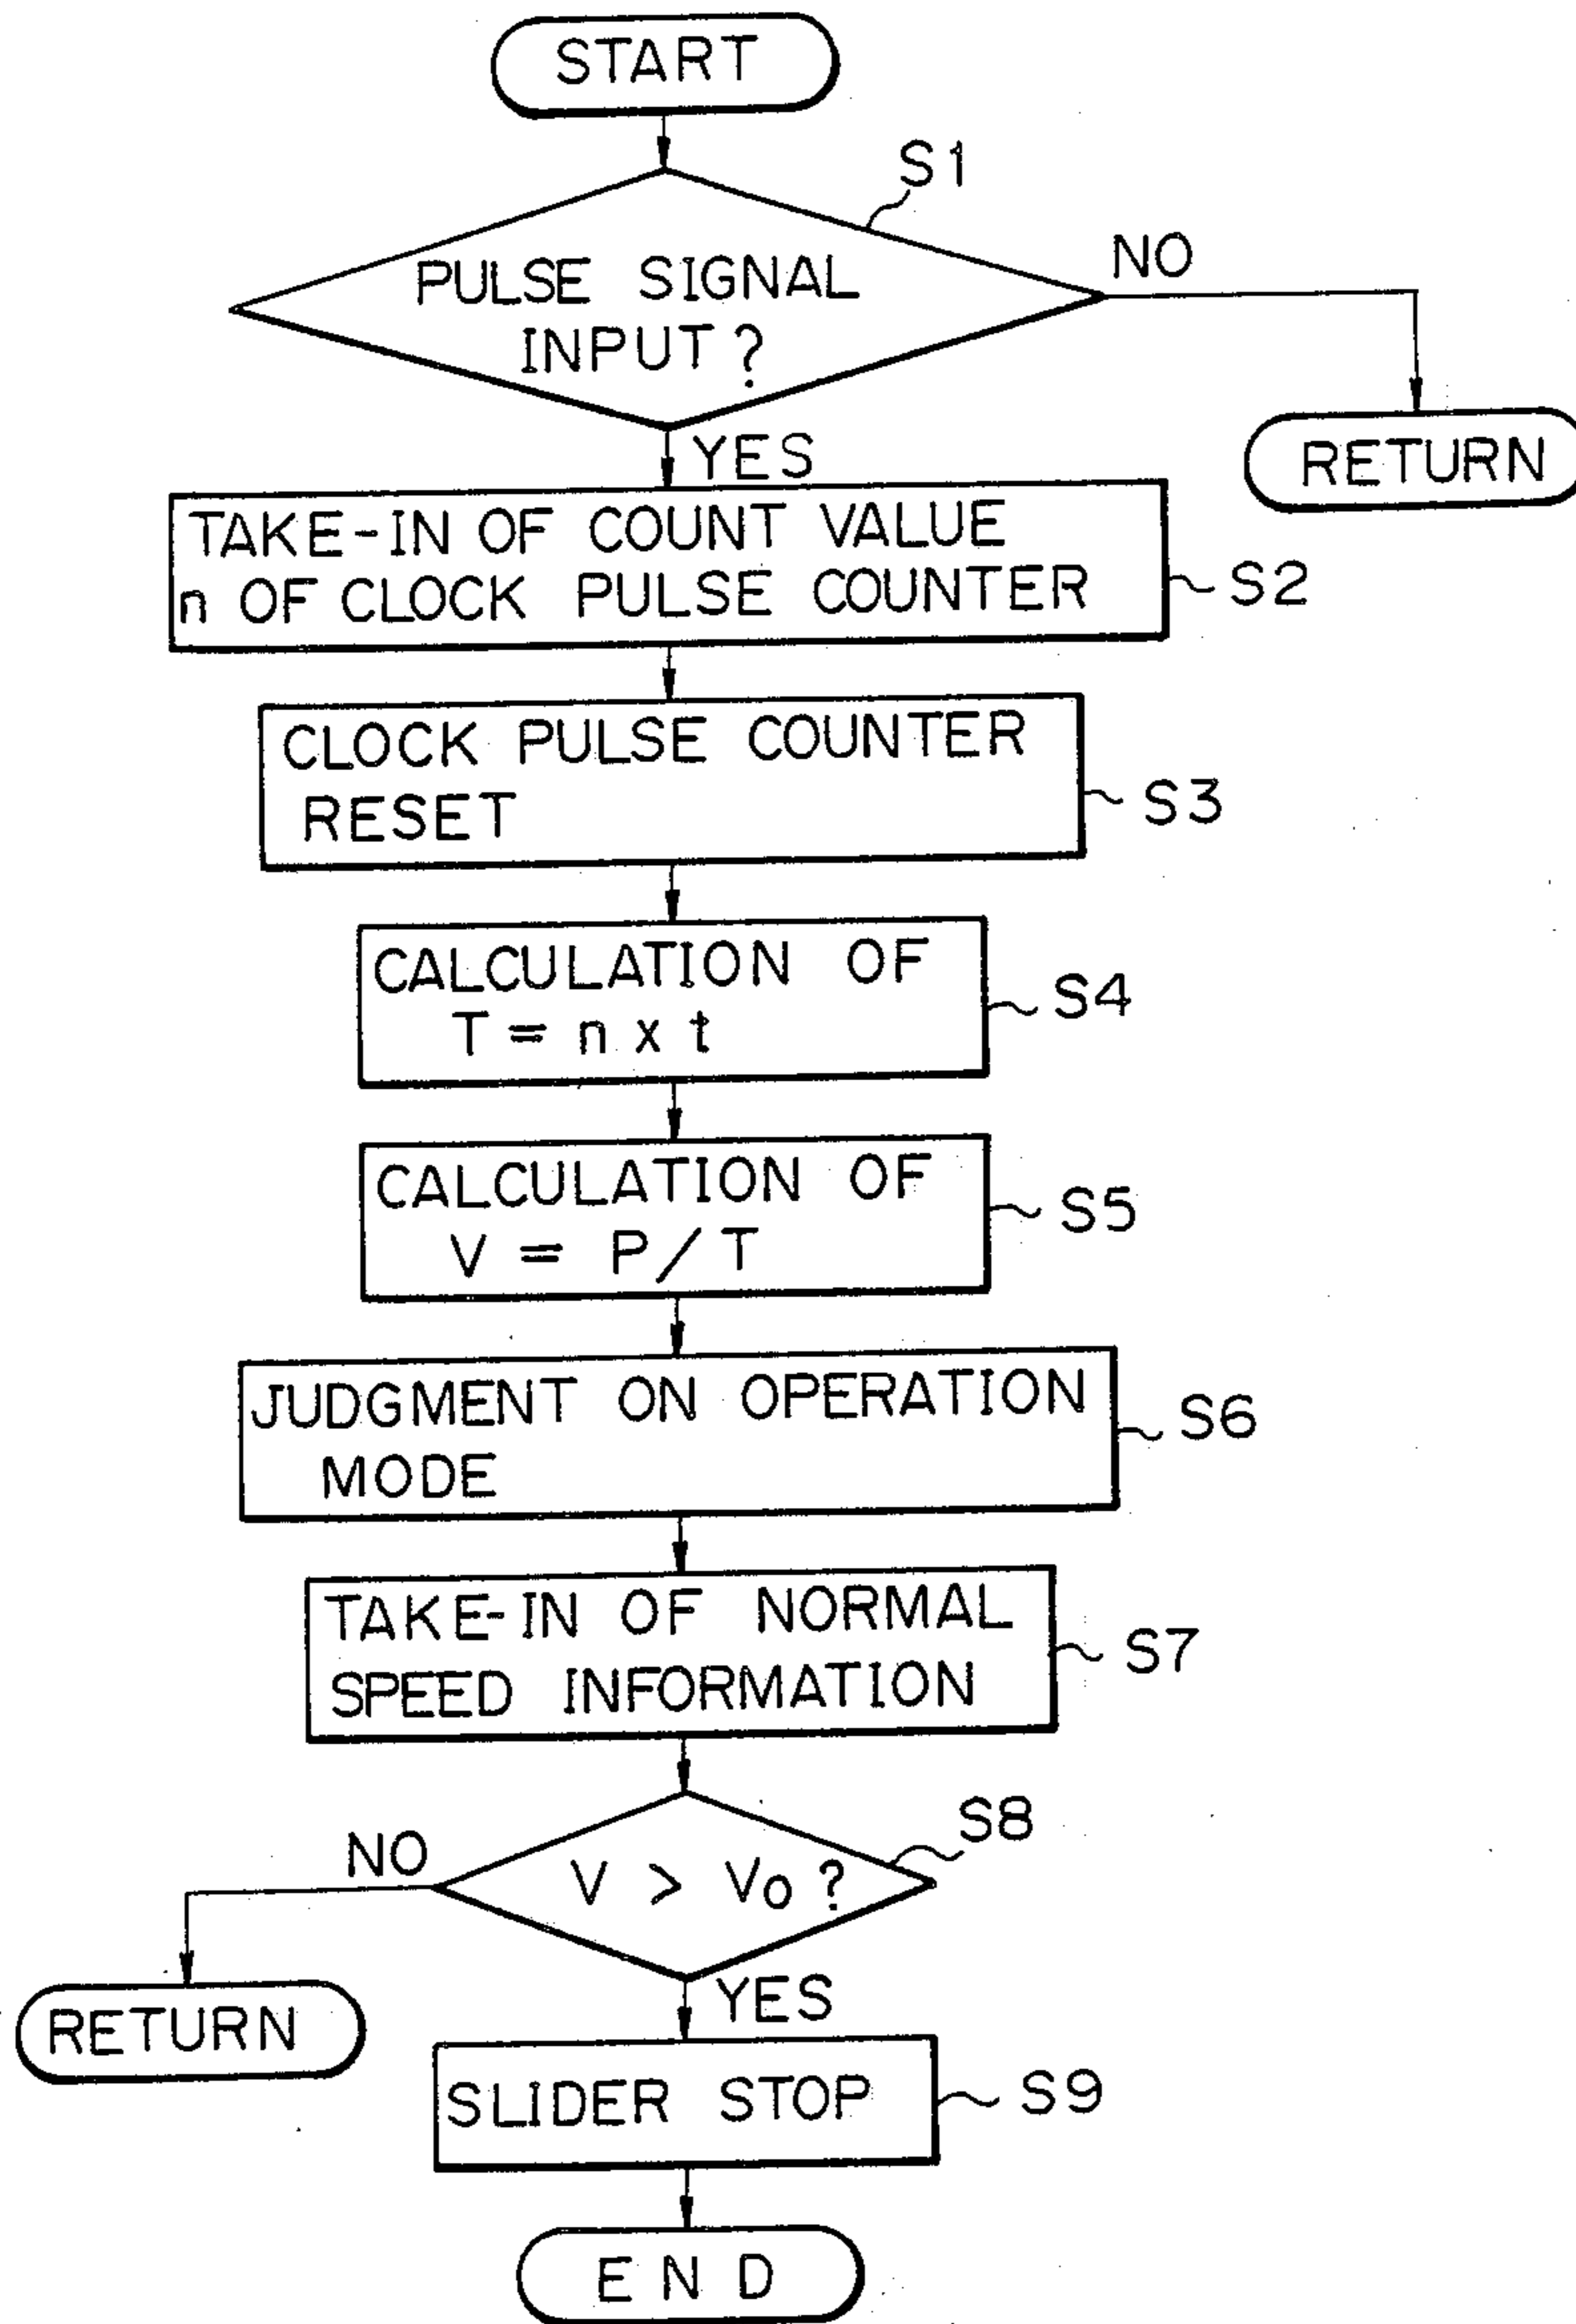 START
S1
PULSE SIGNAL
INPUT?
NO
RETURN
YES
TAKE-IN OF COUNT VALUE
n OF CLOCK PULSE COUNTER
S2
CLOCK PULSE COUNTER
RESET
S3
CALCULATION OF
T = n x t
S4
CALCULATION OF
V = P/T
S5
JUDGMENT ON OPERATION
MODE
S6
TAKE-IN OF NORMAL
SPEED INFORMATION
S7
S8
V > Vo?
NO
RETURN
YES
SLIDER STOP
S9
END